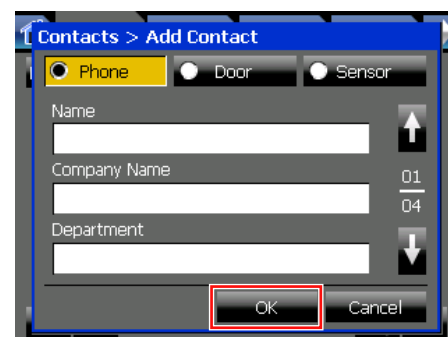 Contacts > Add Contact
Phone Door Sensor
Name
Company Name
01
04
Department
OK Cancel